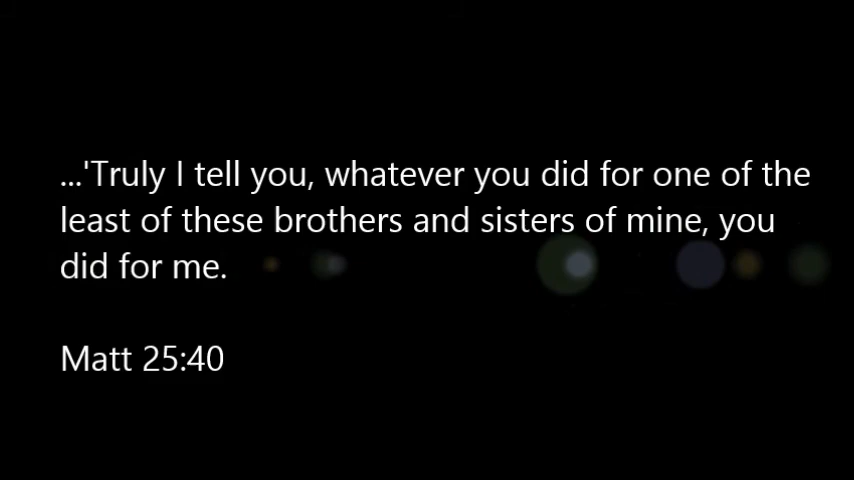 ...'Truly I tell you, whatever you did for one of the
least of these brothers and sisters of mine, you
did for me.
Matt 25:40